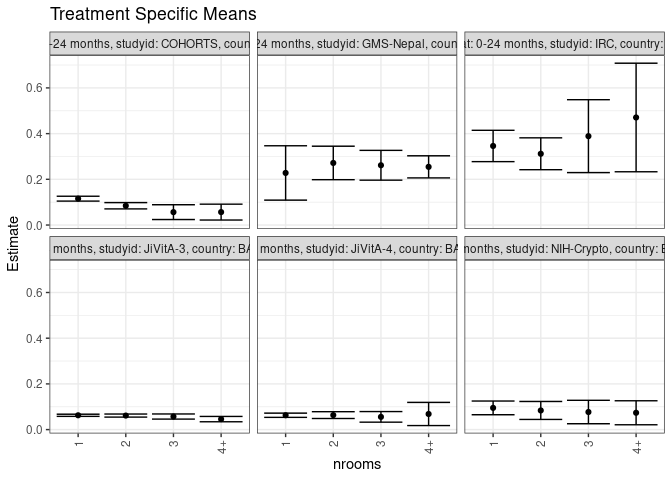 Treatment Specific Means
-24 months, studyid: COHORTS, coun
24 months, studyid: GMS-Nepal, coun
at: 0-24 months, studyid: IRC, country:
0.6
0.4
0.2
0.0
Estimate
months, studyid: JiVitA-3, country: BA
months, studyid: JiVitA-4, country: BA
months, studyid: NIH-Crypto, country: B
0.6
0.4
0.2
0.0
1 2 3 4+ 1 2 3 4+ 1 2 3 4+
nrooms